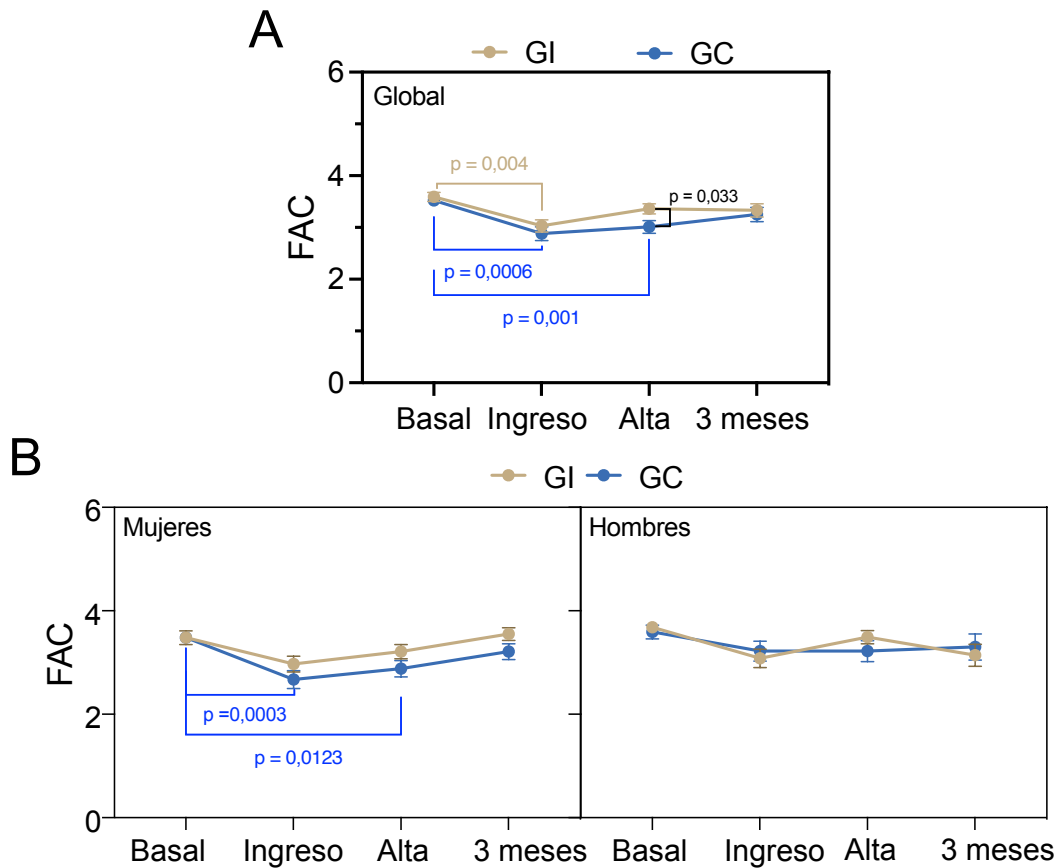 A
GI GC
Global
6
4
2
0
FAC
p = 0,004
p = 0,033
p = 0,0006
p = 0,001
Basal Ingreso Alta 3 meses
B
GI GC
Mujeres
Hombres
6
4
2
0
FAC
p =0,0003
p = 0,0123
Basal Ingreso Alta 3 meses
Basal Ingreso Alta 3 meses